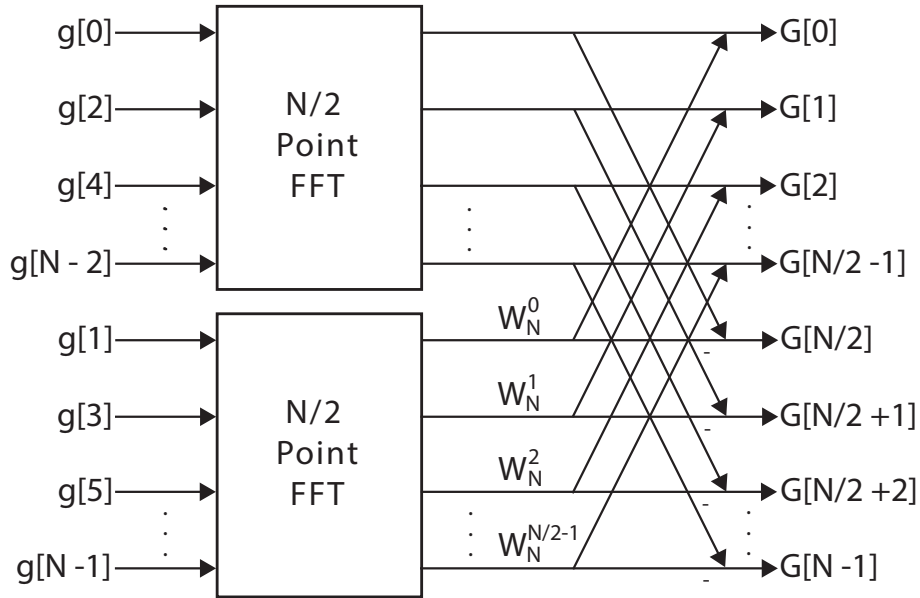 g[0]
g[2]
g[4]
g[N - 2]
N/2
Point
FFT
G[0]
G[1]
G[2]
G[N/2 -1]
g[1]
g[3]
g[5]
g[N -1]
N/2
Point
FFT
W_N^0
W_N^1
W_N^2
W_N^{N/2-1}
-
-
-
-
G[N/2]
G[N/2 +1]
G[N/2 +2]
G[N -1]